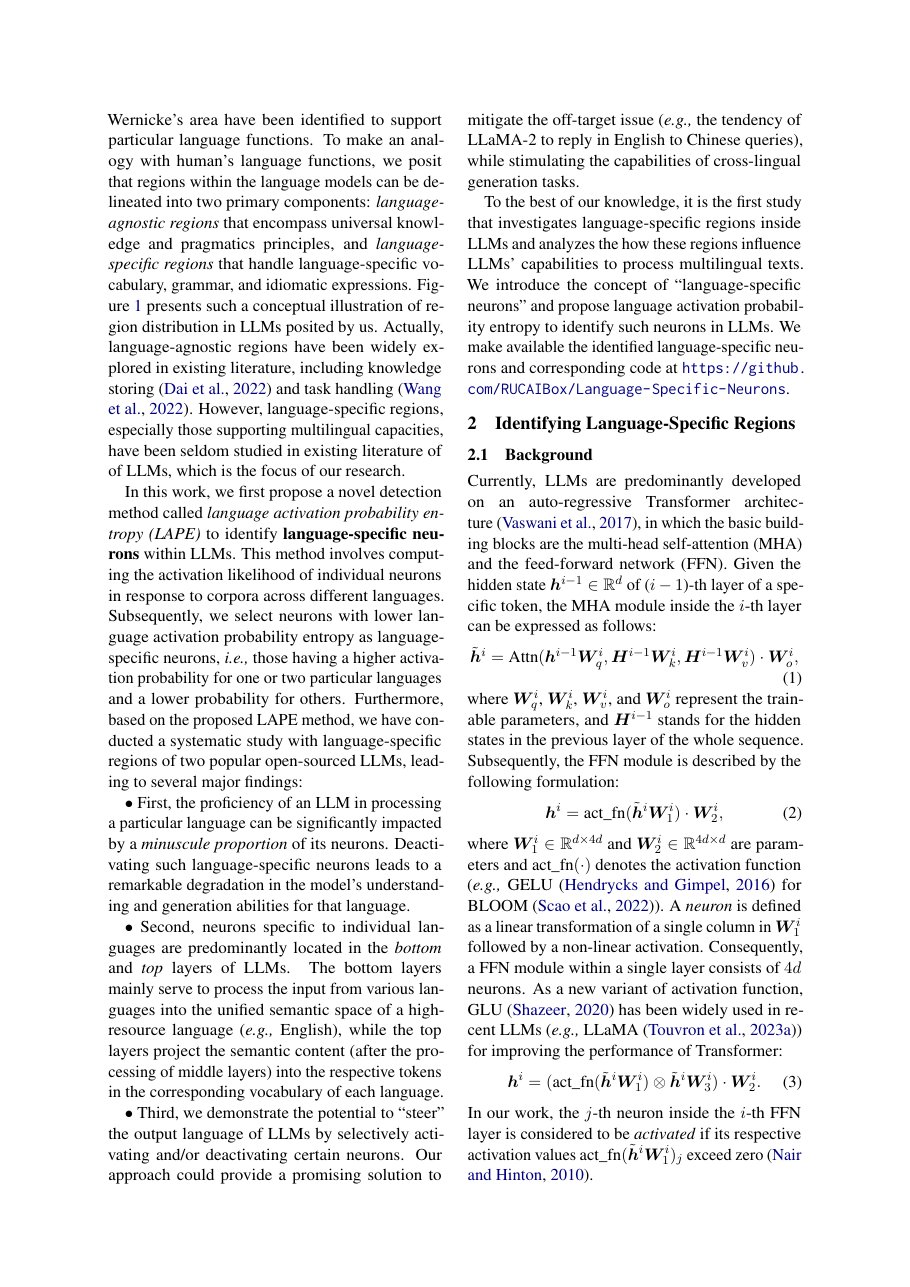 Wernicke's area have been identified to support
particular language functions. To make an anal-
ogy with human's language functions, we posit
that regions within the language models can be de-
lineated into two primary components: language-
agnostic regions that encompass universal knowl-
edge and pragmatics principles, and language-
specific regions that handle language-specific vo-
cabulary, grammar, and idiomatic expressions. Fig-
ure 1 presents such a conceptual illustration of re-
gion distribution in LLMs posited by us. Actually,
language-agnostic regions have been widely ex-
plored in existing literature, including knowledge
storing (Dai et al., 2022) and task handling (Wang
et al., 2022). However, language-specific regions,
especially those supporting multilingual capacities,
have been seldom studied in existing literature of
of LLMs, which is the focus of our research.
In this work, we first propose a novel detection
method called language activation probability en-
tropy (LAPE) to identify language-specific neu-
rons within LLMs. This method involves comput-
ing the activation likelihood of individual neurons
in response to corpora across different languages.
Subsequently, we select neurons with lower lan-
guage activation probability entropy as language-
specific neurons, i.e., those having a higher activa-
tion probability for one or two particular languages
and a lower probability for others. Furthermore,
based on the proposed LAPE method, we have con-
ducted a systematic study with language-specific
regions of two popular open-sourced LLMs, lead-
ing to several major findings:
• First, the proficiency of an LLM in processing
a particular language can be significantly impacted
by a minuscule proportion of its neurons. Deacti-
vating such language-specific neurons leads to a
remarkable degradation in the model's understand-
ing and generation abilities for that language.
• Second, neurons specific to individual lan-
guages are predominantly located in the bottom
and top layers of LLMs. The bottom layers
mainly serve to process the input from various lan-
guages into the unified semantic space of a high-
resource language (e.g., English), while the top
layers project the semantic content (after the pro-
cessing of middle layers) into the respective tokens
in the corresponding vocabulary of each language.
• Third, we demonstrate the potential to “steer”
the output language of LLMs by selectively acti-
vating and/or deactivating certain neurons. Our
approach could provide a promising solution to
mitigate the off-target issue (e.g., the tendency of
LLaMA-2 to reply in English to Chinese queries),
while stimulating the capabilities of cross-lingual
generation tasks.
To the best of our knowledge, it is the first study
that investigates language-specific regions inside
LLMs and analyzes the how these regions influence
LLMs' capabilities to process multilingual texts.
We introduce the concept of “language-specific
neurons” and propose language activation probabil-
ity entropy to identify such neurons in LLMs. We
make available the identified language-specific neu-
rons and corresponding code at https://github.
com/RUCAIBox/Language-Specific-Neurons.
2 Identifying Language-Specific Regions
2.1 Background
Currently, LLMs are predominantly developed
on an auto-regressive Transformer architec-
ture (Vaswani et al., 2017), in which the basic build-
ing blocks are the multi-head self-attention (MHA)
and the feed-forward network (FFN). Given the
hidden state h^{i−1} ∈ ℝ^d of (i − 1)-th layer of a spe-
cific token, the MHA module inside the i-th layer
can be expressed as follows:
h̃^i = Attn(h^{i−1}W_q^i, H^{i−1}W_k^i, H^{i−1}W_v^i) · W_o^i,
(1)
where W_q^i, W_k^i, W_v^i, and W_o^i represent the train-
able parameters, and H^{i−1} stands for the hidden
states in the previous layer of the whole sequence.
Subsequently, the FFN module is described by the
following formulation:
h^i = act_fn(h̃^iW_1^i) · W_2^i, (2)
where W_1^i ∈ ℝ^{d×4d} and W_2^i ∈ ℝ^{4d×d} are param-
eters and act_fn(·) denotes the activation function
(e.g., GELU (Hendrycks and Gimpel, 2016) for
BLOOM (Scao et al., 2022)). A neuron is defined
as a linear transformation of a single column in W_1^i
followed by a non-linear activation. Consequently,
a FFN module within a single layer consists of 4d
neurons. As a new variant of activation function,
GLU (Shazeer, 2020) has been widely used in re-
cent LLMs (e.g., LLaMA (Touvron et al., 2023a))
for improving the performance of Transformer:
h^i = (act_fn(h̃^iW_1^i) ⊗ h̃^iW_3^i) · W_2^i. (3)
In our work, the j-th neuron inside the i-th FFN
layer is considered to be activated if its respective
activation values act_fn(h̃^iW_1^i)_j exceed zero (Nair
and Hinton, 2010).